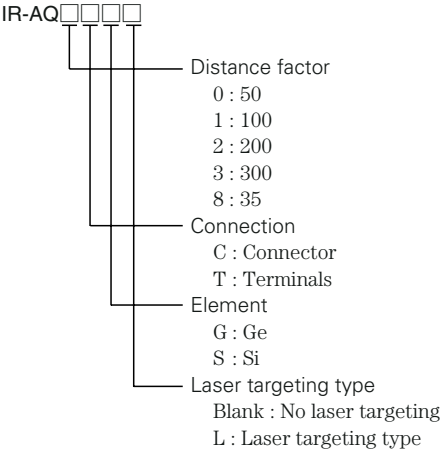 IR-AQ□□□□
Distance factor
0 : 50
1 : 100
2 : 200
3 : 300
8 : 35
Connection
C : Connector
T : Terminals
Element
G : Ge
S : Si
Laser targeting type
Blank : No laser targeting
L : Laser targeting type